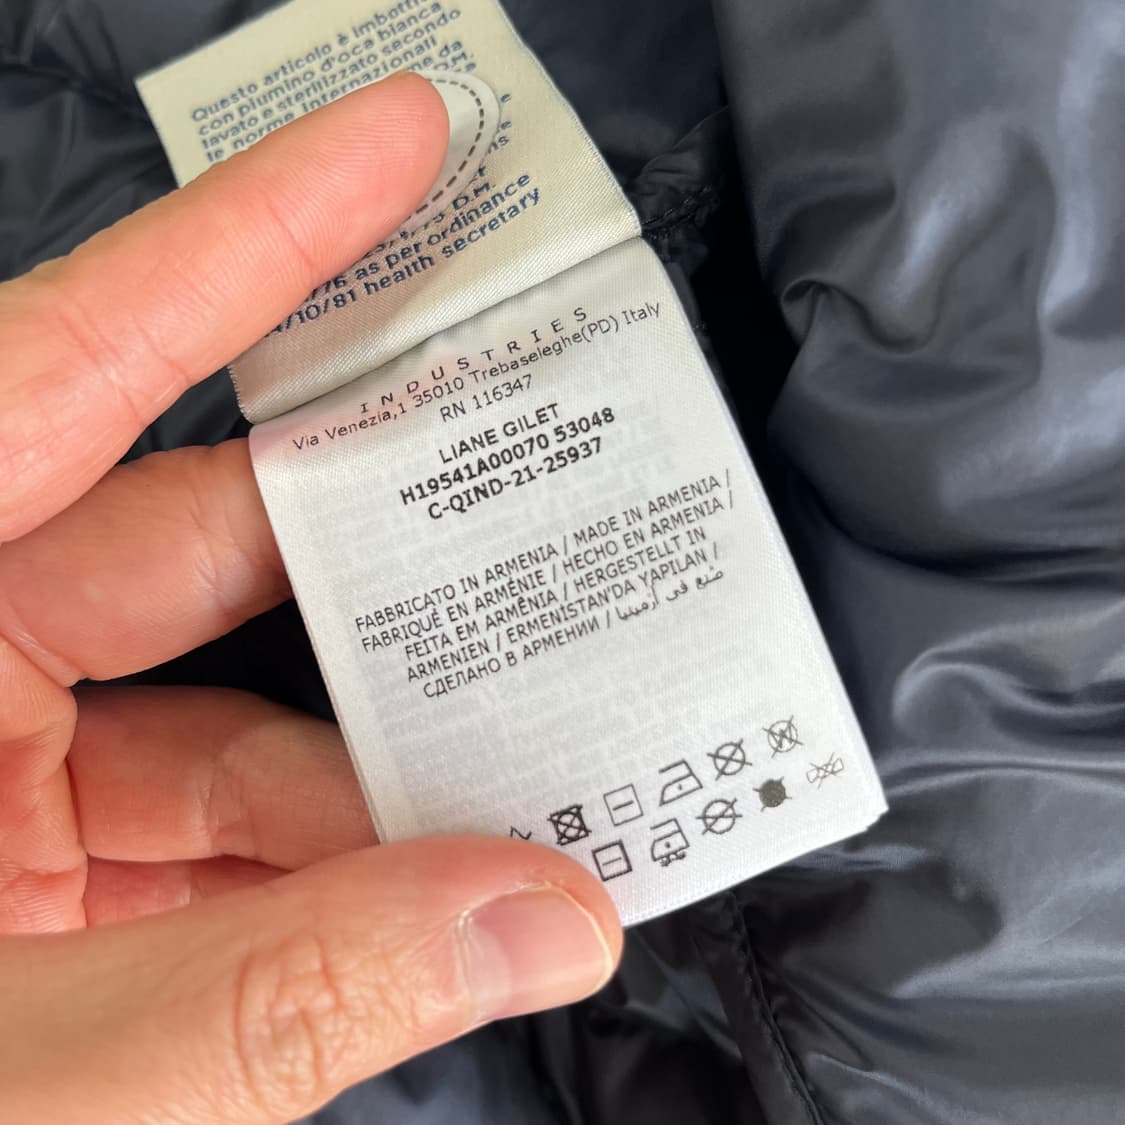 Questo articolo è imbottito
con piumino d'oca bianca
lavato e sterilizzato secondo
le norme internazionali
as per ordinance
/10/81 health secretary
INDUSTRIES
Via Venezia,1 35010 Trebaseleghe(PD) Italy
RN 116347
LIANE GILET
H19541A00070 53048
C-QIND-21-25937
FABBRICATO IN ARMENIA / MADE IN ARMENIA /
FABRIQUÉ EN ARMÉNIE / HECHO EN ARMENIA /
FEITA EM ARMÊNIA / HERGESTELLT IN
ARMENIEN / ERMENİSTAN'DA YAPILAN /
СДЕЛАНО В АРМЕНИИ / صنع في أرمينيا